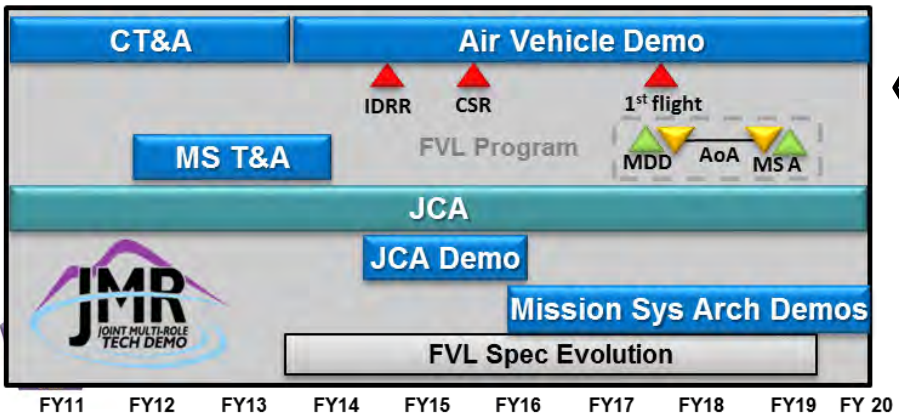 CT&A
Air Vehicle Demo
IDRR
CSR
1st flight
FVL Program
MDD
AoA
MS A
MS T&A
JCA
JCA Demo
JMR
JOINT MULTI-ROLE
TECH DEMO
Mission Sys Arch Demos
FVL Spec Evolution
FY11 FY12 FY13 FY14 FY15 FY16 FY17 FY18 FY19 FY 20